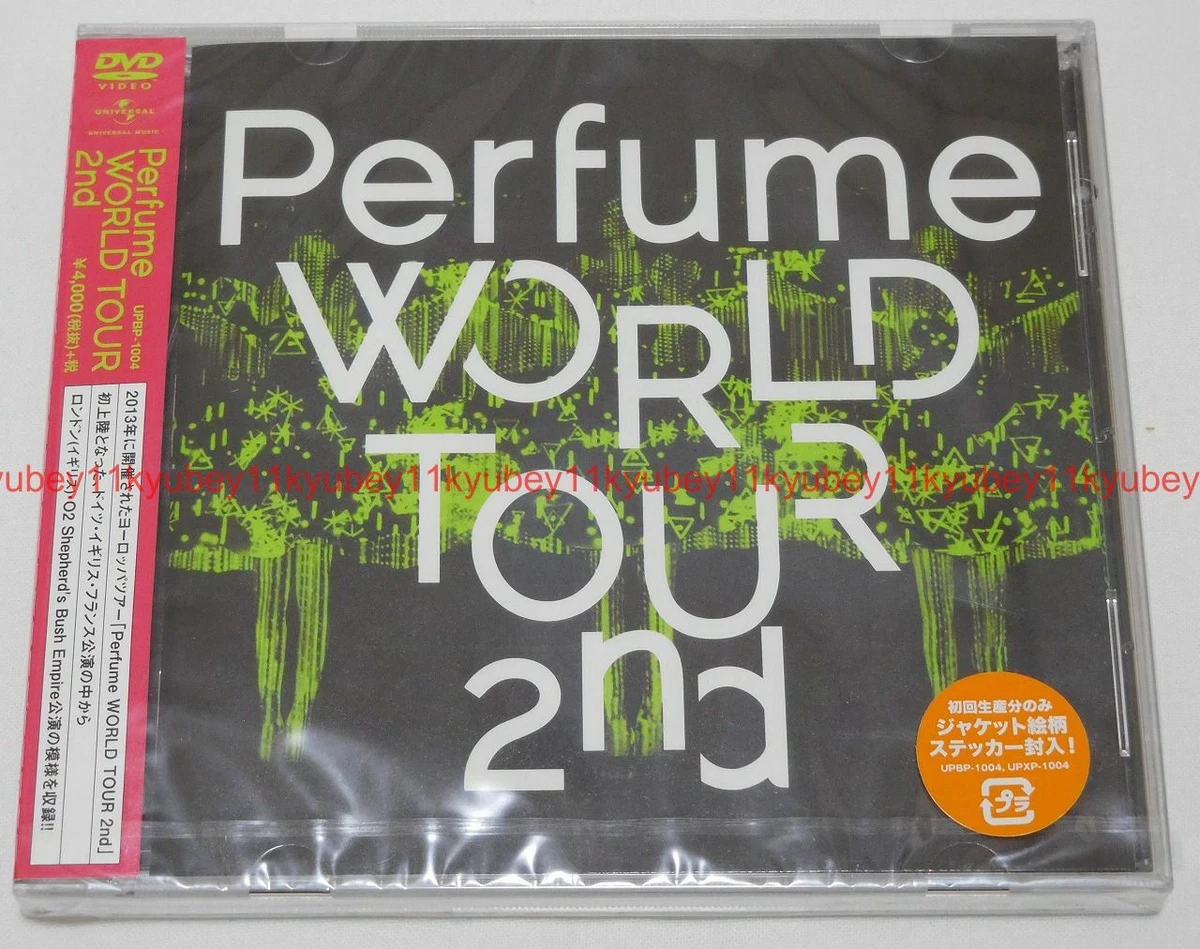 DVD
VIDEO
UNIVERSAL
UNIVERSAL MUSIC
Perfume
WORLD TOUR
2nd
UPBP-1004
¥4,000(税抜)+税
2013年に開催されたヨーロッパツアー「Perfume WORLD TOUR 2nd」
初上陸となった、ドイツ・イギリス・フランス公演の中から
ロンドン(イギリス)O2 Shepherd's Bush Empire公演の模様を収録!!
Perfume
WORLD
TOUR
2nd
kyubey11kyubey11kyubey11kyubey11kyubey11kyubey11kyubey
初回生産分のみ
ジャケット絵柄
ステッカー封入!
UPBP-1004, UPXP-1004
プラ